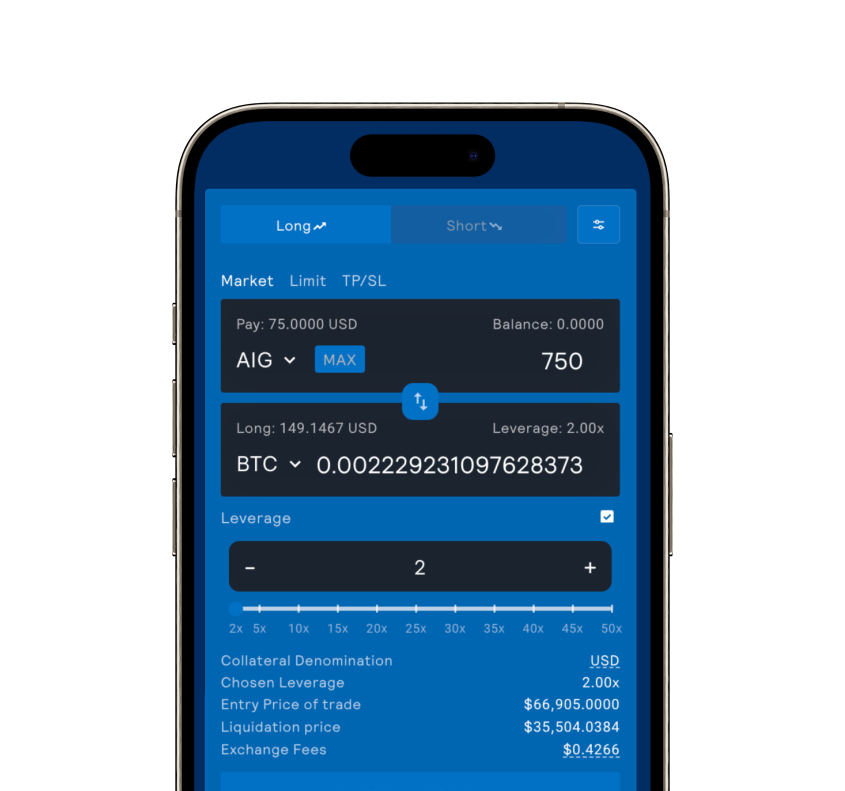 Long Short
Market Limit TP/SL
Pay: 75.0000 USD Balance: 0.0000
AIG MAX 750
Long: 149.1467 USD Leverage: 2.00x
BTC 0.002229231097628373
Leverage
- 2 +
2x 5x 10x 15x 20x 25x 30x 35x 40x 45x 50x
Collateral Denomination USD
Chosen Leverage 2.00x
Entry Price of trade $66,905.0000
Liquidation price $35,504.0384
Exchange Fees $0.4266